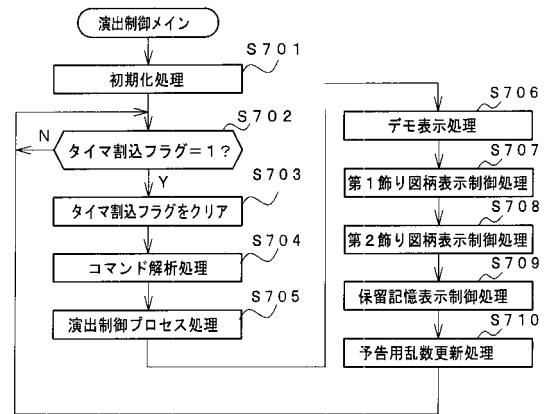 演出制御メイン
S701
初期化処理
S702
N
タイマ割込フラグ=1?
Y
S703
タイマ割込フラグをクリア
S704
コマンド解析処理
S705
演出制御プロセス処理
S706
デモ表示処理
S707
第1飾り図柄表示制御処理
S708
第2飾り図柄表示制御処理
S709
保留記憶表示制御処理
S710
予告用乱数更新処理